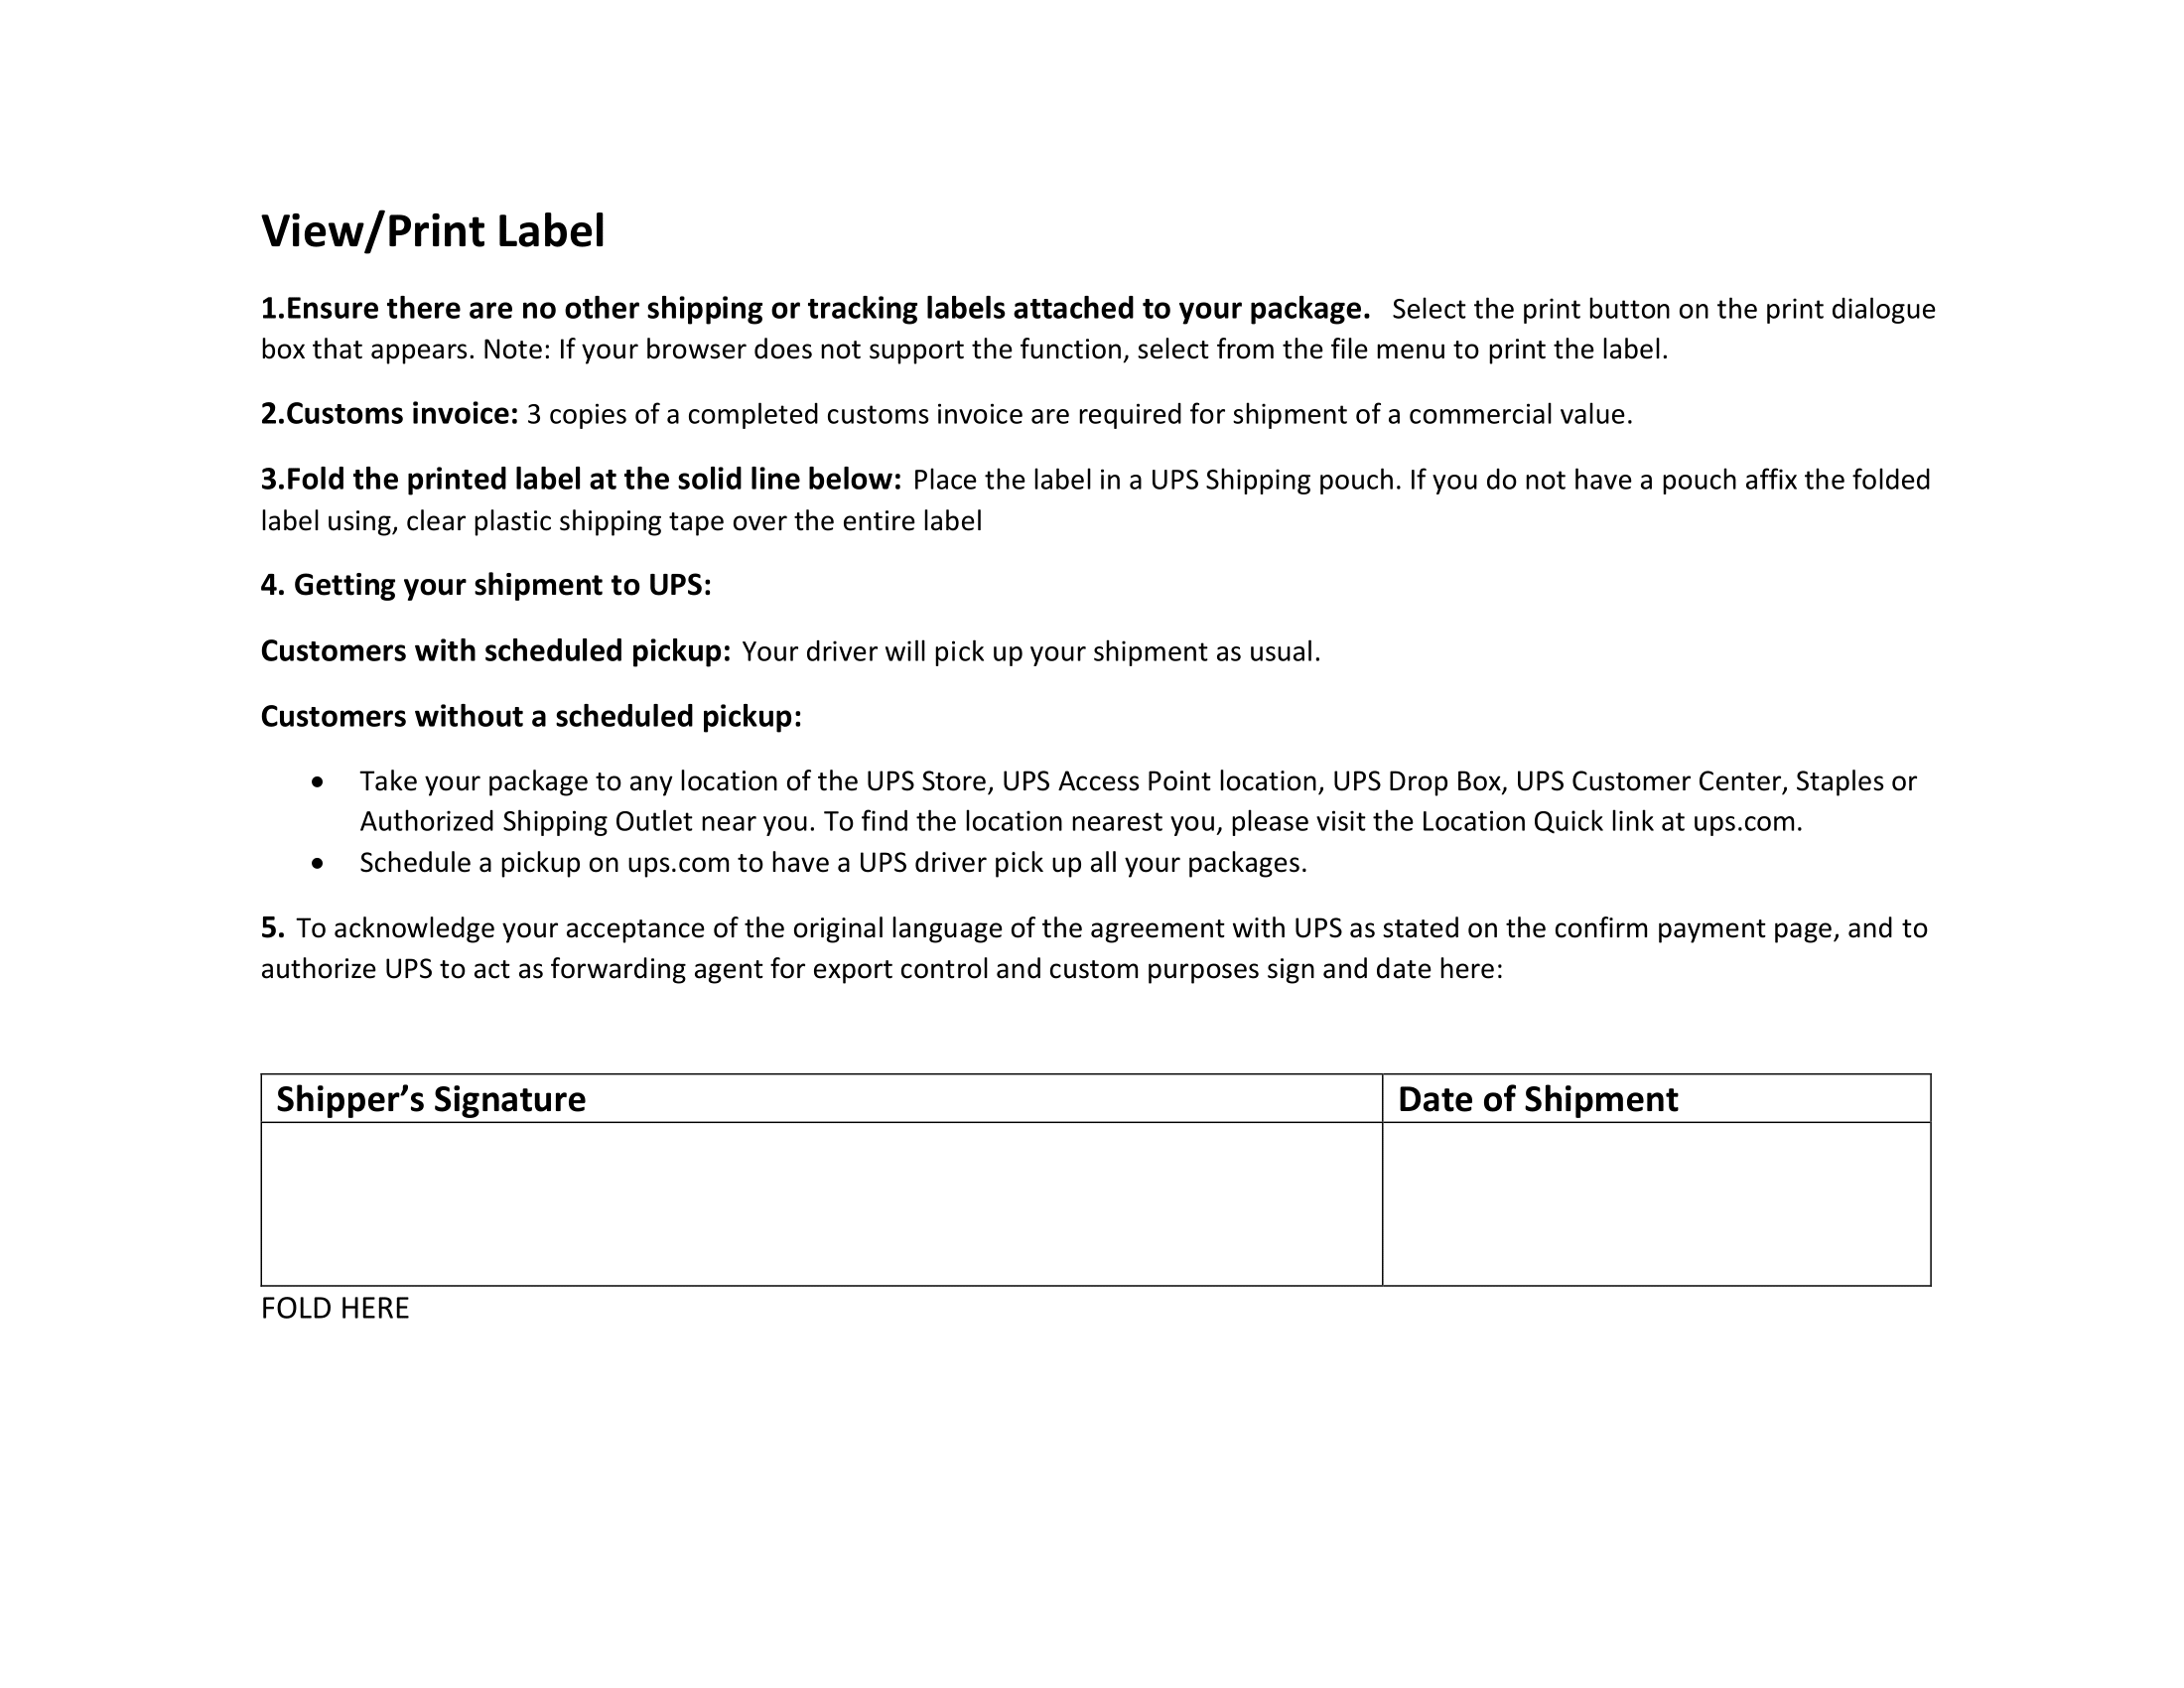 View/Print Label
1.Ensure there are no other shipping or tracking labels attached to your package. Select the print button on the print dialogue
box that appears. Note: If your browser does not support the function, select from the file menu to print the label.
2.Customs invoice: 3 copies of a completed customs invoice are required for shipment of a commercial value.
3.Fold the printed label at the solid line below: Place the label in a UPS Shipping pouch. If you do not have a pouch affix the folded
label using, clear plastic shipping tape over the entire label
4. Getting your shipment to UPS:
Customers with scheduled pickup: Your driver will pick up your shipment as usual.
Customers without a scheduled pickup:
• Take your package to any location of the UPS Store, UPS Access Point location, UPS Drop Box, UPS Customer Center, Staples or
Authorized Shipping Outlet near you. To find the location nearest you, please visit the Location Quick link at ups.com.
• Schedule a pickup on ups.com to have a UPS driver pick up all your packages.
5. To acknowledge your acceptance of the original language of the agreement with UPS as stated on the confirm payment page, and to
authorize UPS to act as forwarding agent for export control and custom purposes sign and date here:
Shipper’s Signature Date of Shipment
FOLD HERE